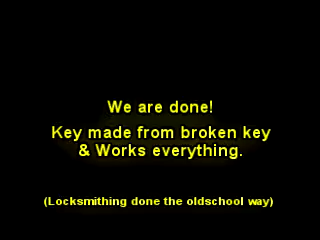 We are done!
Key made from broken key
& Works everything.
(Locksmithing done the oldschool way)